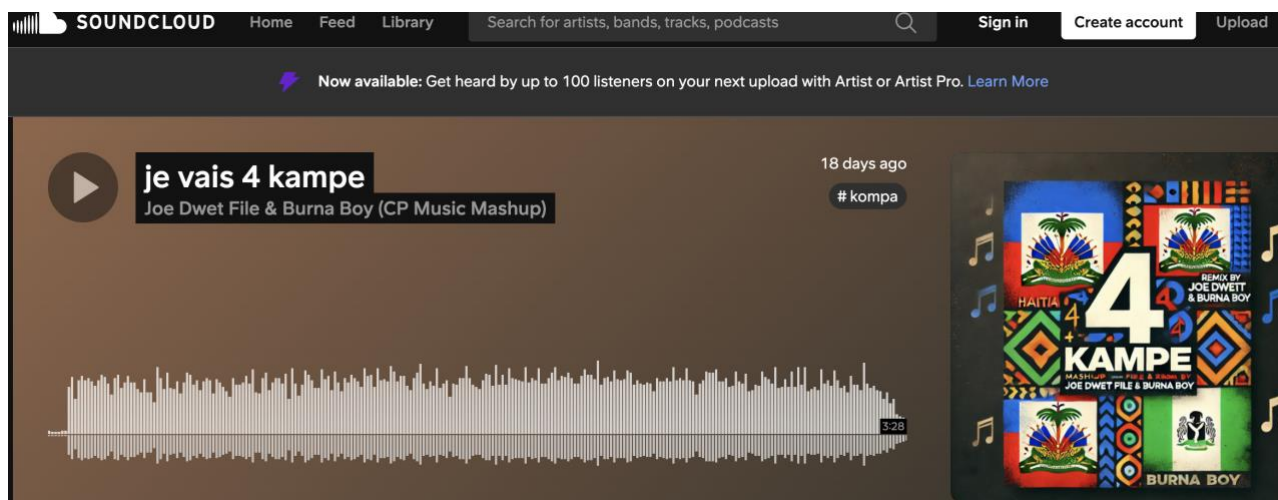 SOUNDCLOUD Home Feed Library Search for artists, bands, tracks, podcasts Sign in Create account Upload
Now available: Get heard by up to 100 listeners on your next upload with Artist or Artist Pro. Learn More
je vais 4 kampe
Joe Dwet File & Burna Boy (CP Music Mashup)
18 days ago
# kompa
3:28
REMIX BY
JOE DWETT
& BURNA BOY
HAITIA
4
4
KAMPE
JOE DWET FILE & BURNA BOY
BURNA BOY